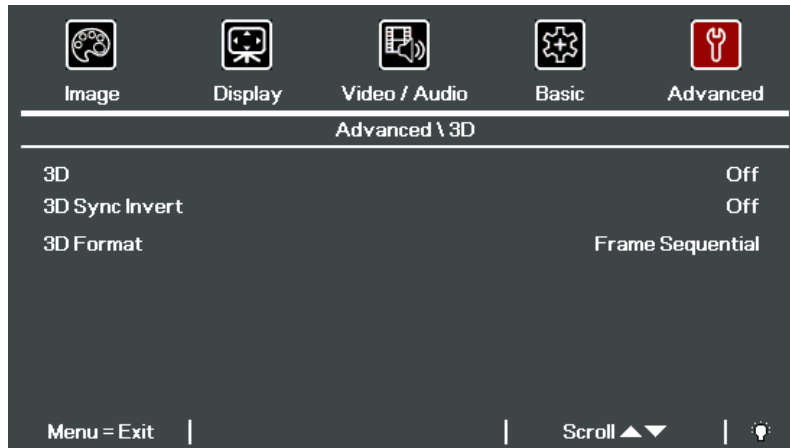 Image Display Video / Audio Basic Advanced
Advanced \ 3D
3D Off
3D Sync Invert Off
3D Format Frame Sequential
Menu = Exit Scroll